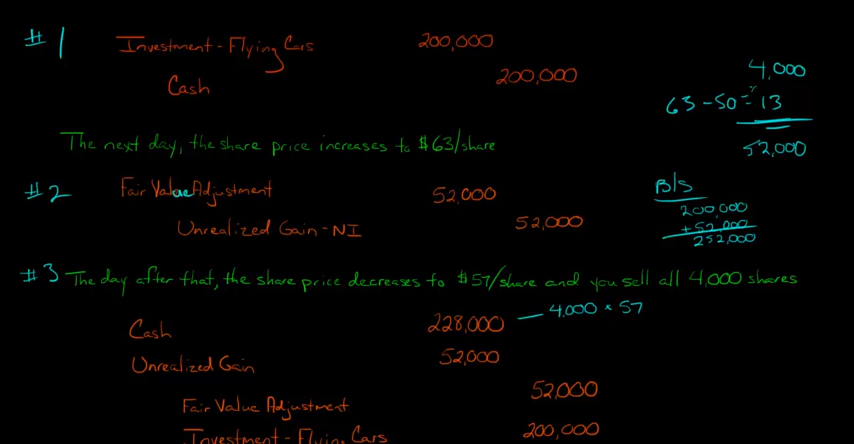 #1 Investment - Flying Cars 200,000
Cash 200,000
4,000
63 - 50 = 13
52,000
The next day, the share price increases to $63/share
#2 Fair Value Adjustment 52,000
Unrealized Gain - NI 52,000
B/S
200,000
+52,000
252,000
#3 The day after that, the share price decreases to $57/share and you sell all 4,000 shares
Cash 228,000 — 4,000 × 57
Unrealized Gain 52,000
Fair Value Adjustment 52,000
Investment - Flying Cars 200,000